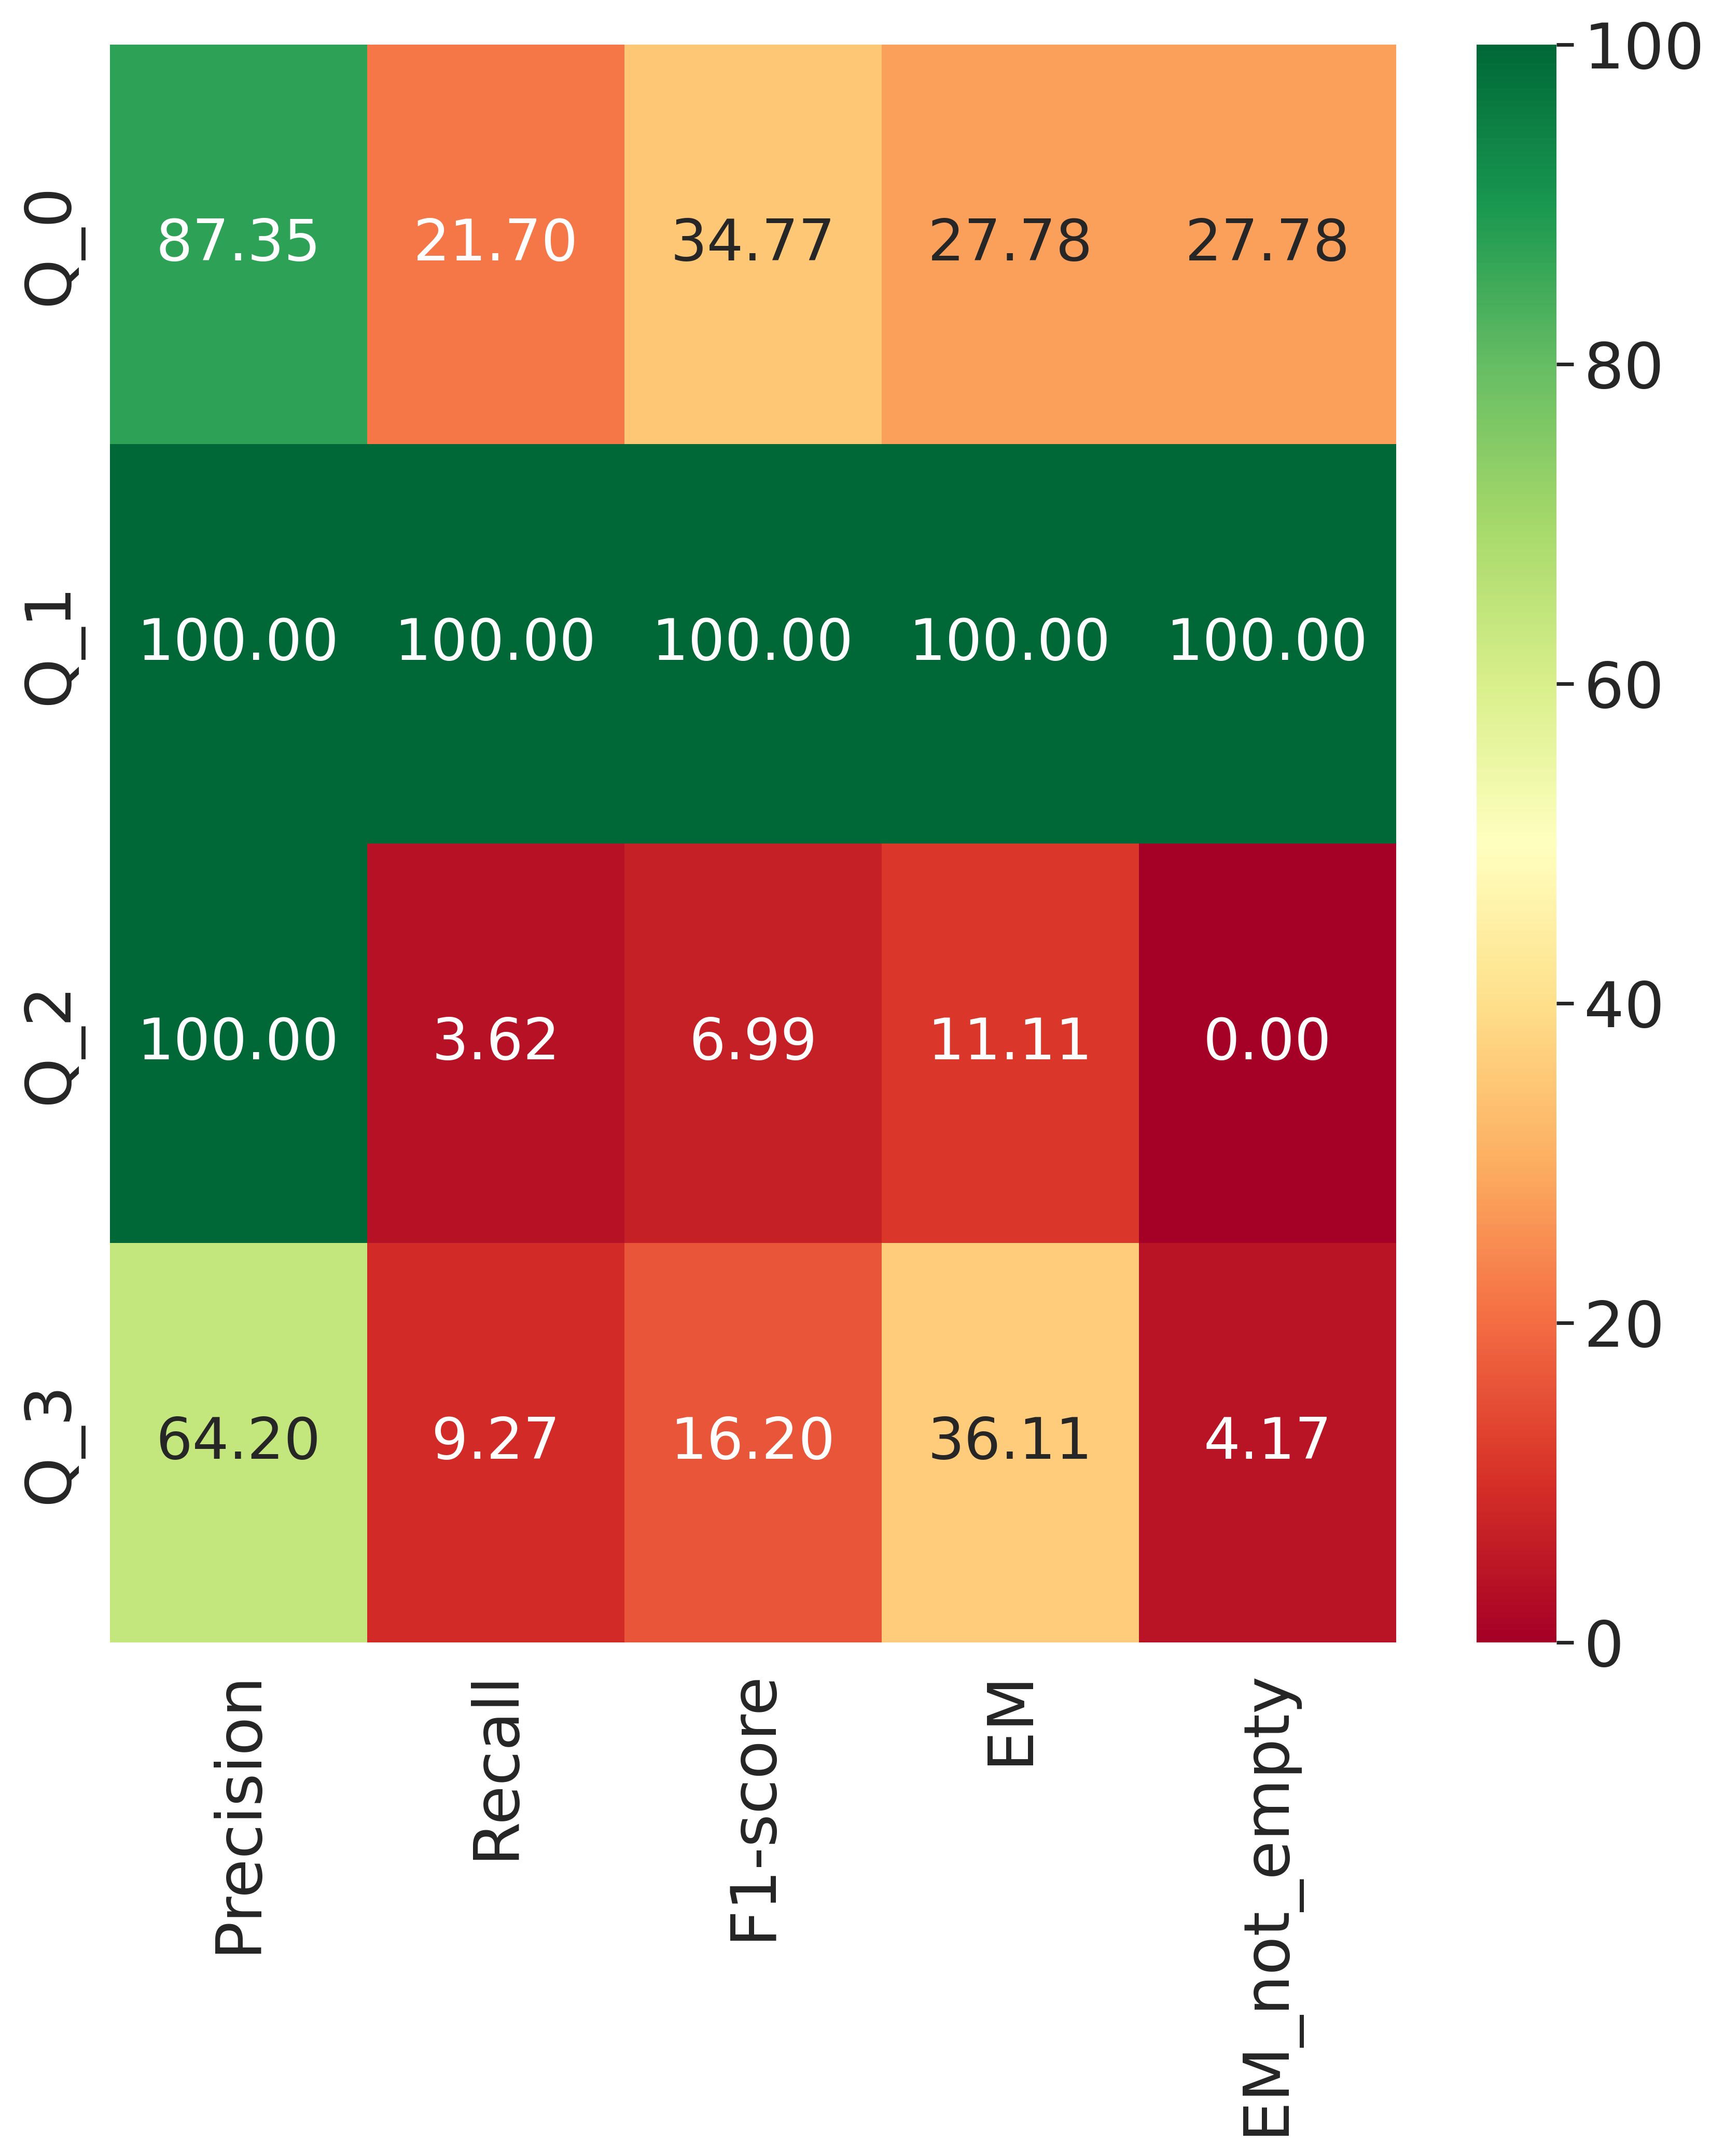 Q_0 87.35 21.70 34.77 27.78 27.78
Q_1 100.00 100.00 100.00 100.00 100.00
Q_2 100.00 3.62 6.99 11.11 0.00
Q_3 64.20 9.27 16.20 36.11 4.17
Precision
Recall
F1-score
EM
EM_not_empty
100
80
60
40
20
0